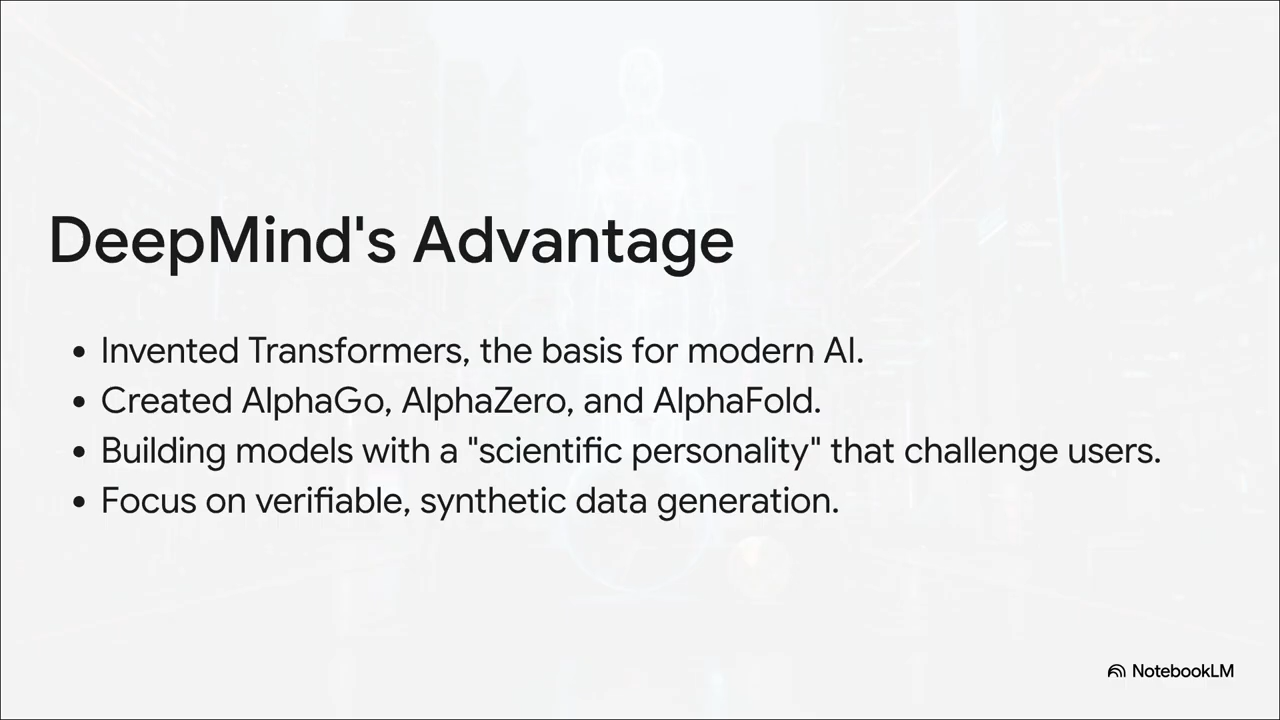 DeepMind's Advantage
• Invented Transformers, the basis for modern AI.
• Created AlphaGo, AlphaZero, and AlphaFold.
• Building models with a "scientific personality" that challenge users.
• Focus on verifiable, synthetic data generation.
NotebookLM